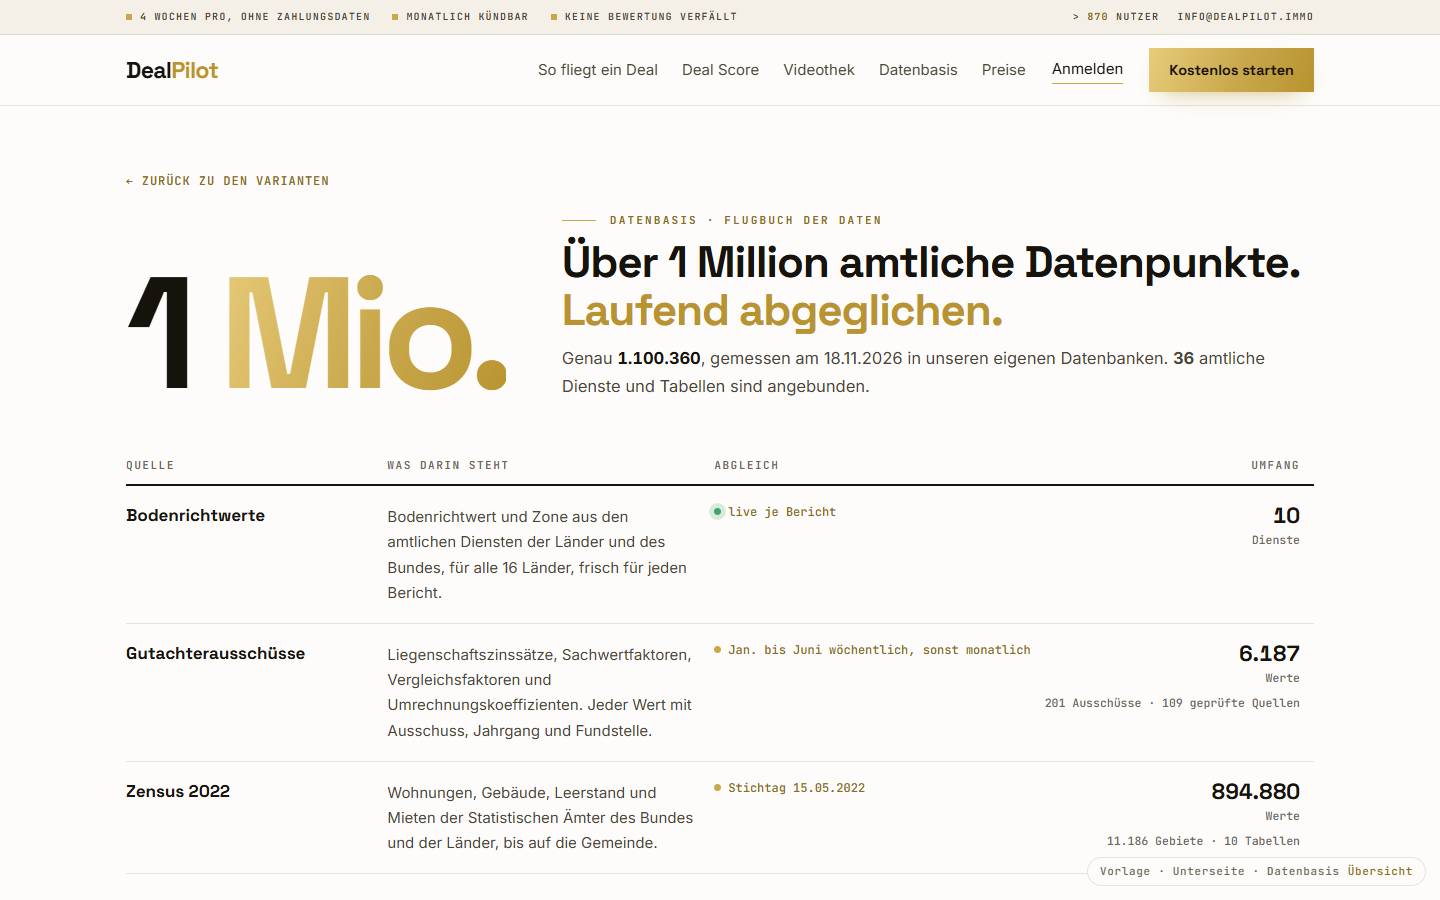 4 WOCHEN PRO, OHNE ZAHLUNGSDATEN MONATLICH KÜNDBAR KEINE BEWERTUNG VERFÄLLT > 870 NUTZER INFO@DEALPILOT.IMMO
DealPilot So fliegt ein Deal Deal Score Videothek Datenbasis Preise Anmelden Kostenlos starten
← ZURÜCK ZU DEN VARIANTEN
1 Mio.
DATENBASIS · FLUGBUCH DER DATEN
Über 1 Million amtliche Datenpunkte.
Laufend abgeglichen.
Genau 1.100.360, gemessen am 18.11.2026 in unseren eigenen Datenbanken. 36 amtliche
Dienste und Tabellen sind angebunden.
QUELLE WAS DARIN STEHT ABGLEICH UMFANG
Bodenrichtwerte
Bodenrichtwert und Zone aus den
amtlichen Diensten der Länder und des
Bundes, für alle 16 Länder, frisch für jeden
Bericht.
live je Bericht
10
Dienste
Gutachterausschüsse
Liegenschaftszinssätze, Sachwertfaktoren,
Vergleichsfaktoren und
Umrechnungskoeffizienten. Jeder Wert mit
Ausschuss, Jahrgang und Fundstelle.
Jan. bis Juni wöchentlich, sonst monatlich
6.187
Werte
201 Ausschüsse · 109 geprüfte Quellen
Zensus 2022
Wohnungen, Gebäude, Leerstand und
Mieten der Statistischen Ämter des Bundes
und der Länder, bis auf die Gemeinde.
Stichtag 15.05.2022
894.880
Werte
11.186 Gebiete · 10 Tabellen
Vorlage · Unterseite · Datenbasis Übersicht